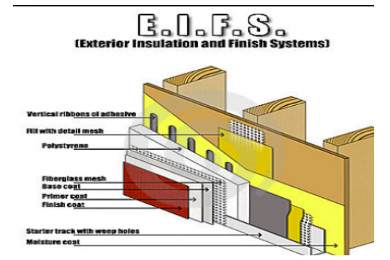 E.I.F.S.
(Exterior Insulation and Finish Systems)
Vertical ribbons of adhesive
Fill with detail mesh
Polystyrene
Fiberglass mesh
Base coat
Primer coat
Finish coat
Starter track with weep holes
Moisture coat